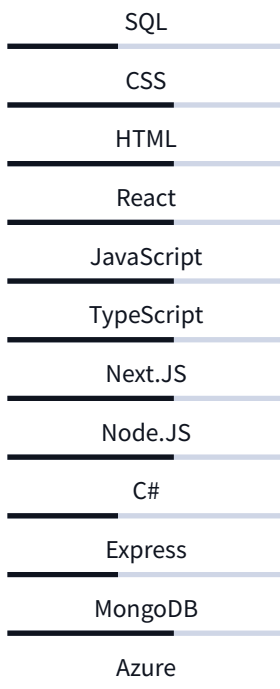 SQL
CSS
HTML
React
JavaScript
TypeScript
Next.JS
Node.JS
C#
Express
MongoDB
Azure